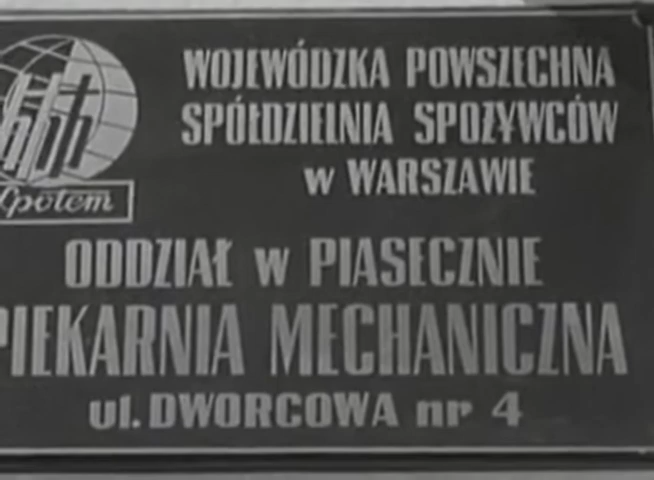 WOJEWÓDZKA POWSZECHNA
SPÓŁDZIELNIA SPOŻYWCÓW
w WARSZAWIE
Społem
ODDZIAŁ w PIASECZNIE
PIEKARNIA MECHANICZNA
ul. DWORCOWA nr 4